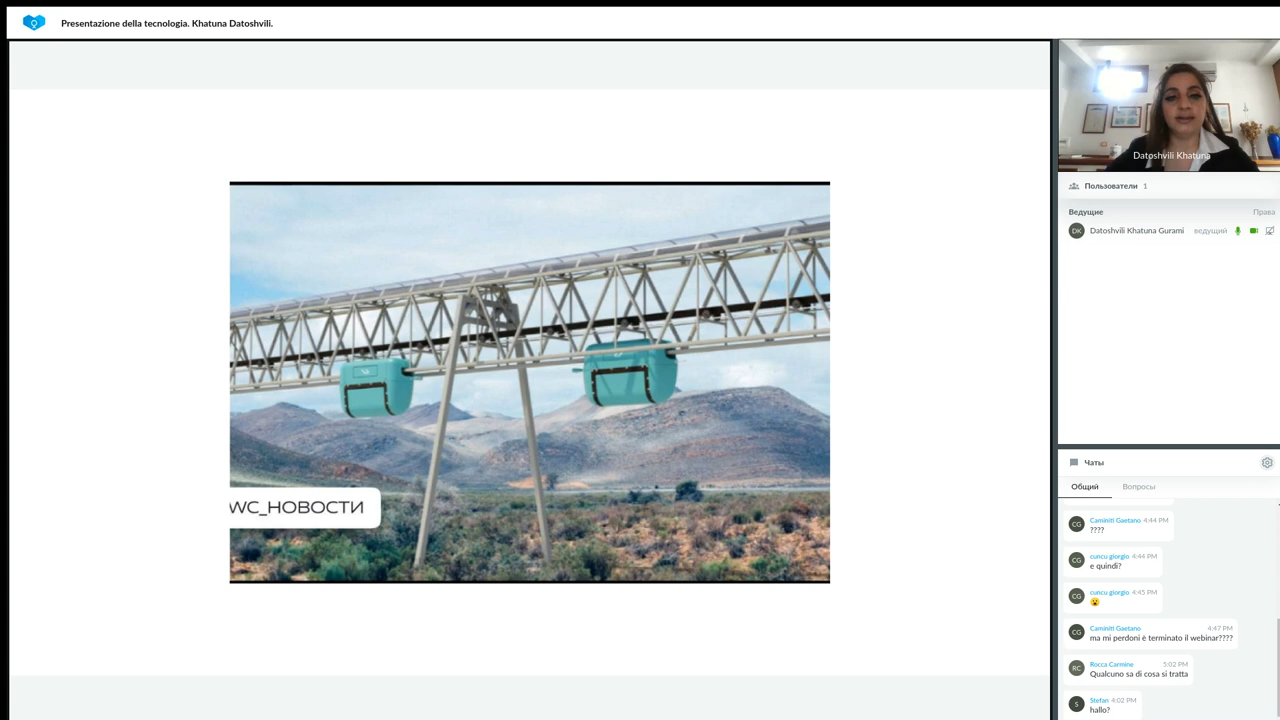 Presentazione della tecnologia. Khatuna Datoshvili.
Datoshvili Khatuna
Пользователи 1
Ведущие Права
DK Datoshvili Khatuna Gurami ведущий
WC_НОВОСТИ
Чаты
Общий Вопросы
CG Caminiti Gaetano 4:44 PM
????
CG cuncu giorgio 4:44 PM
e quindi?
CG cuncu giorgio 4:45 PM
😮
CG Caminiti Gaetano 4:47 PM
ma mi perdoni è terminato il webinar????
RC Rocca Carmine 5:02 PM
Qualcuno sa di cosa si tratta
S Stefan 4:02 PM
hallo?